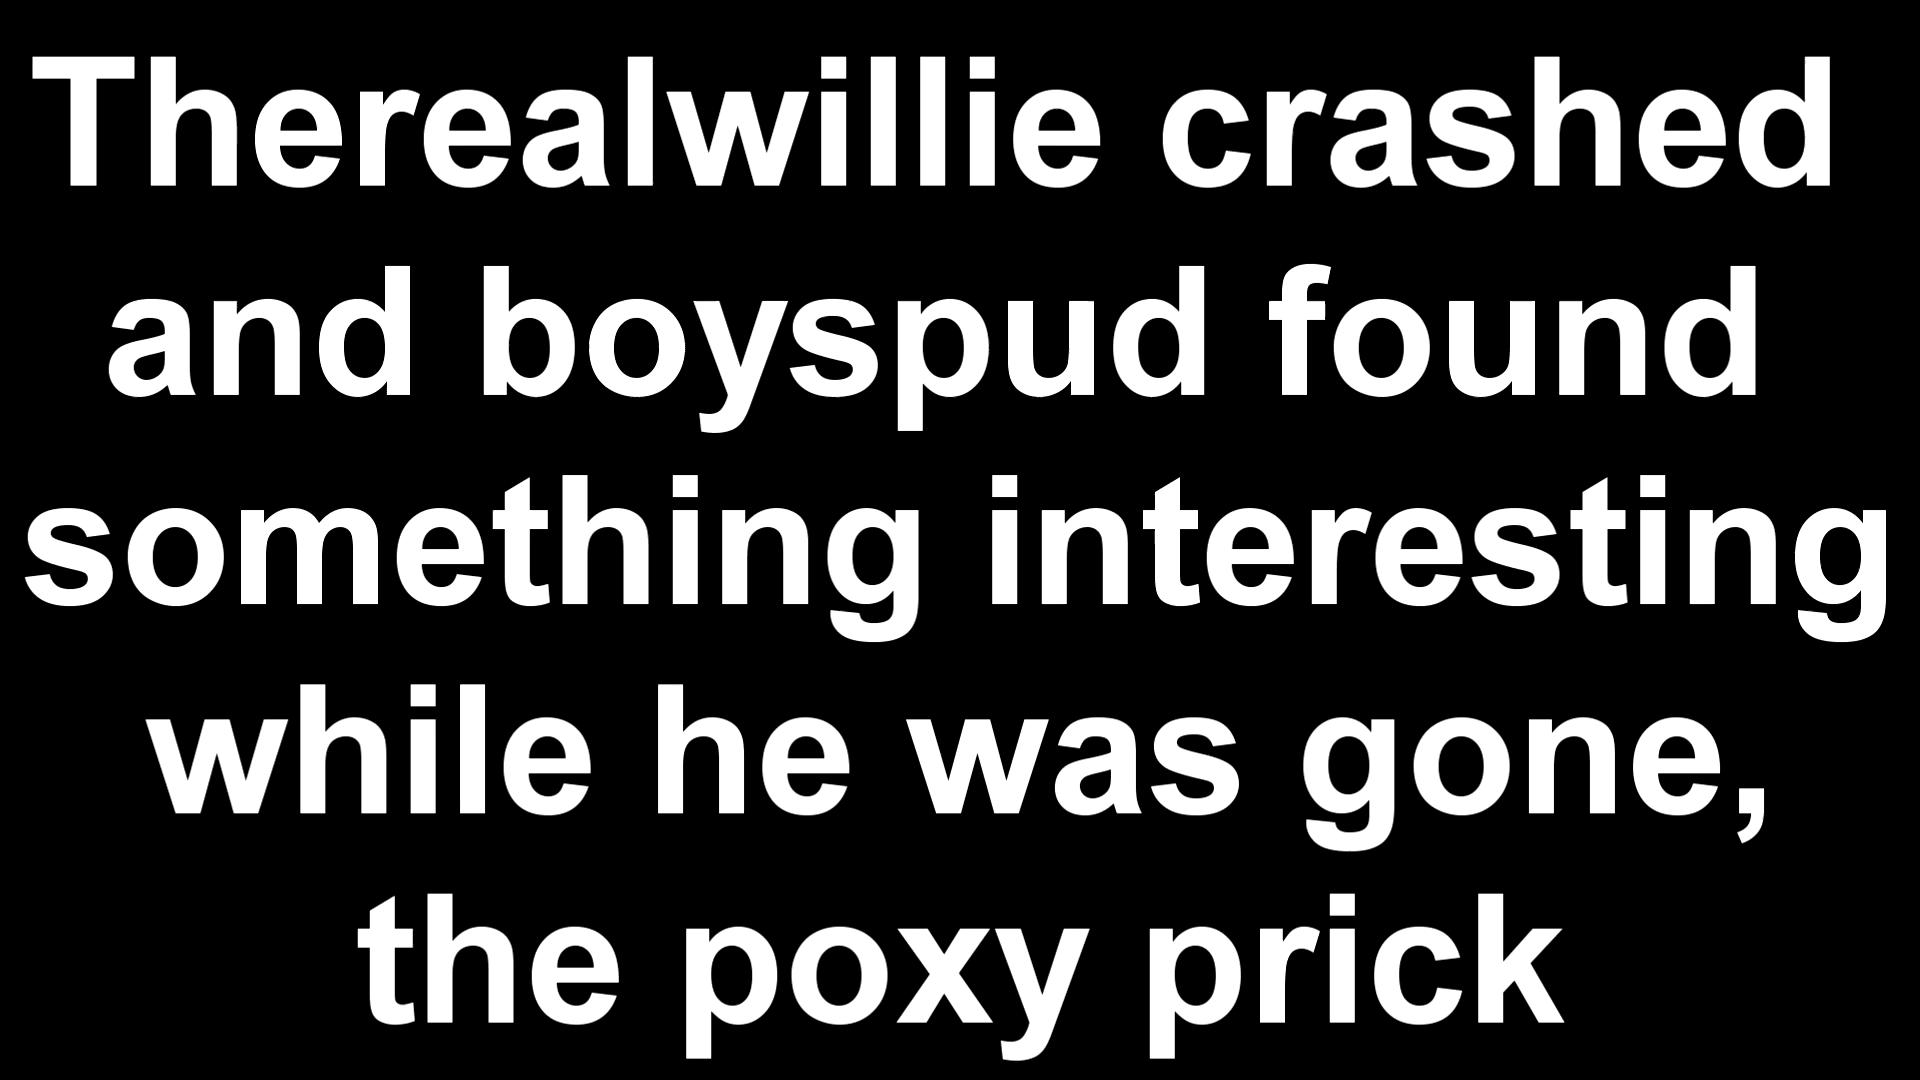 Therealwillie crashed
and boyspud found
something interesting
while he was gone,
the poxy prick